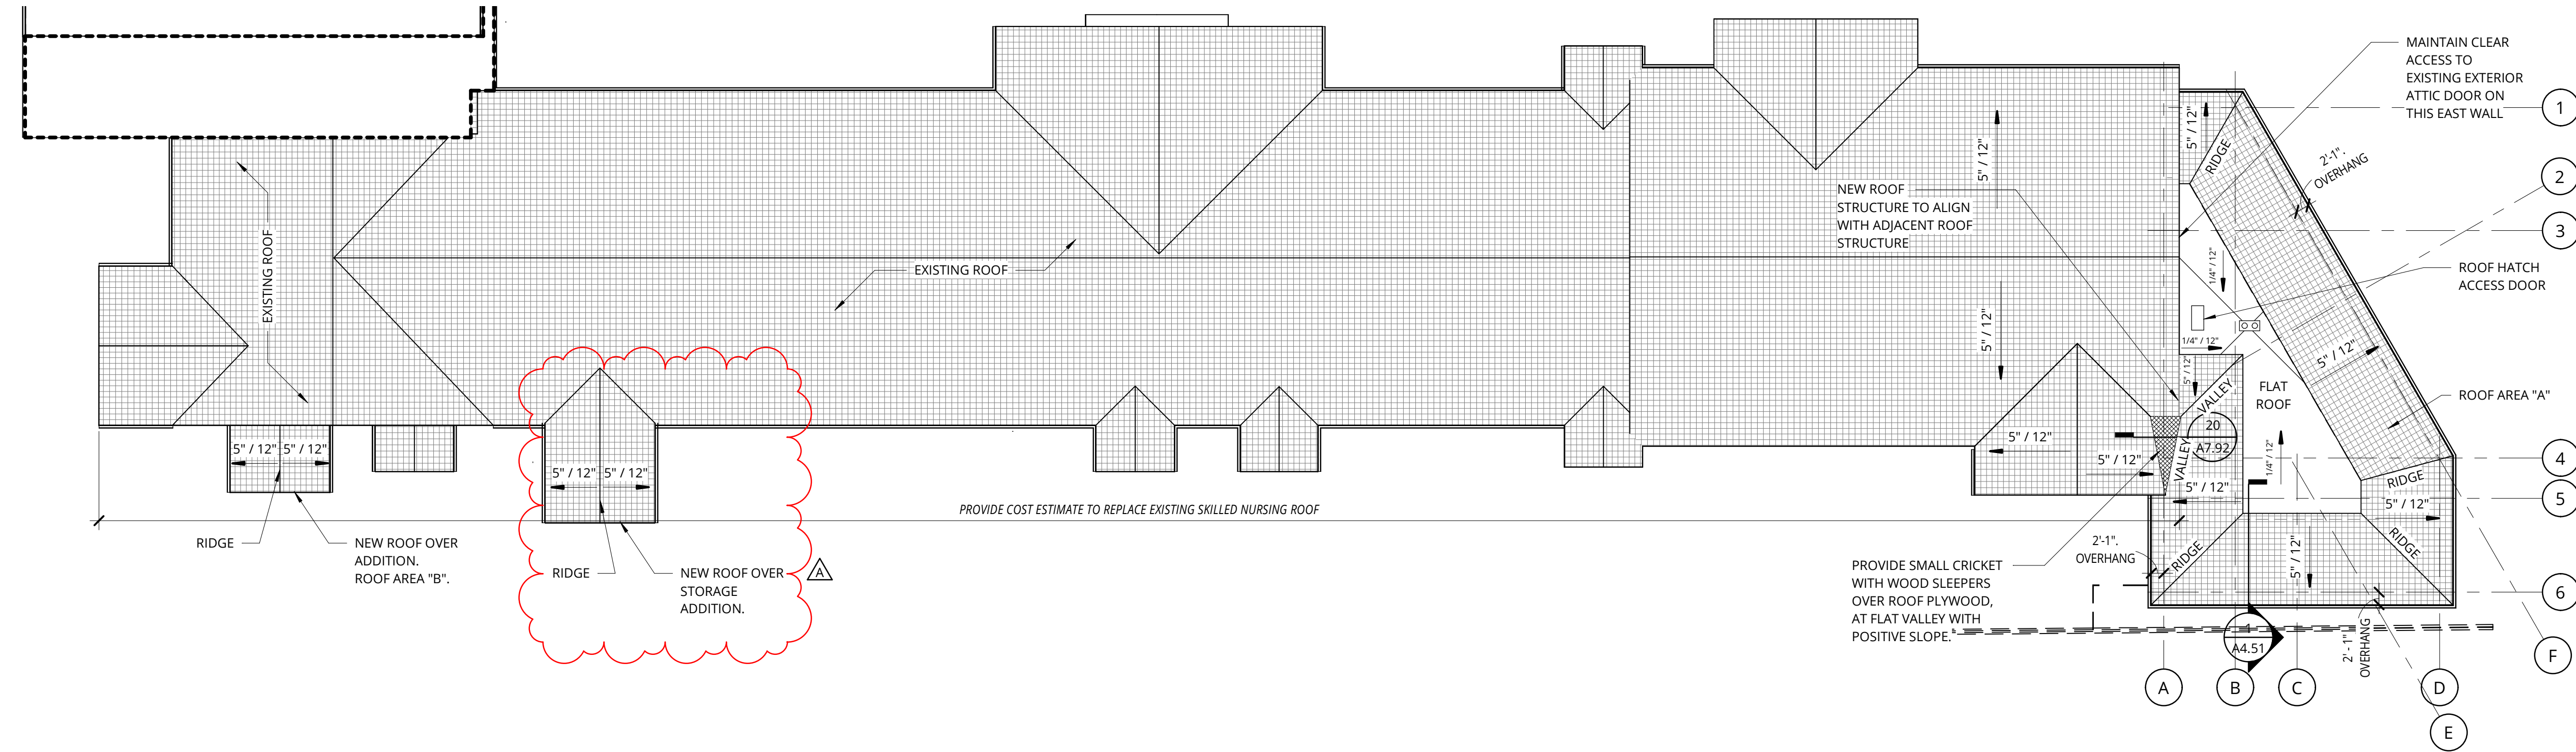 MAINTAIN CLEAR
ACCESS TO
EXISTING EXTERIOR
ATTIC DOOR ON
THIS EAST WALL
1
5" / 12"
RIDGE
2'-1".
OVERHANG
2
5" / 12"
NEW ROOF
STRUCTURE TO ALIGN
WITH ADJACENT ROOF
STRUCTURE
3
EXISTING ROOF
EXISTING ROOF
1/4" / 12"
ROOF HATCH
ACCESS DOOR
5" / 12"
1/4" / 12"
5" / 12"
5" / 12"
VALLEY
FLAT
ROOF
ROOF AREA "A"
20
A7.92
5" / 12"
5" / 12"
VALLEY
1/4" / 12"
4
5" / 12"
5" / 12"
5" / 12"
5" / 12"
5" / 12"
RIDGE
5" / 12"
5
PROVIDE COST ESTIMATE TO REPLACE EXISTING SKILLED NURSING ROOF
RIDGE
NEW ROOF OVER
ADDITION.
ROOF AREA "B".
RIDGE
NEW ROOF OVER
STORAGE
ADDITION.
A
2'-1".
OVERHANG
RIDGE
5" / 12"
RIDGE
PROVIDE SMALL CRICKET
WITH WOOD SLEEPERS
OVER ROOF PLYWOOD,
AT FLAT VALLEY WITH
POSITIVE SLOPE.
6
1
A4.51
2' - 1"
OVERHANG
F
A
B
C
D
E